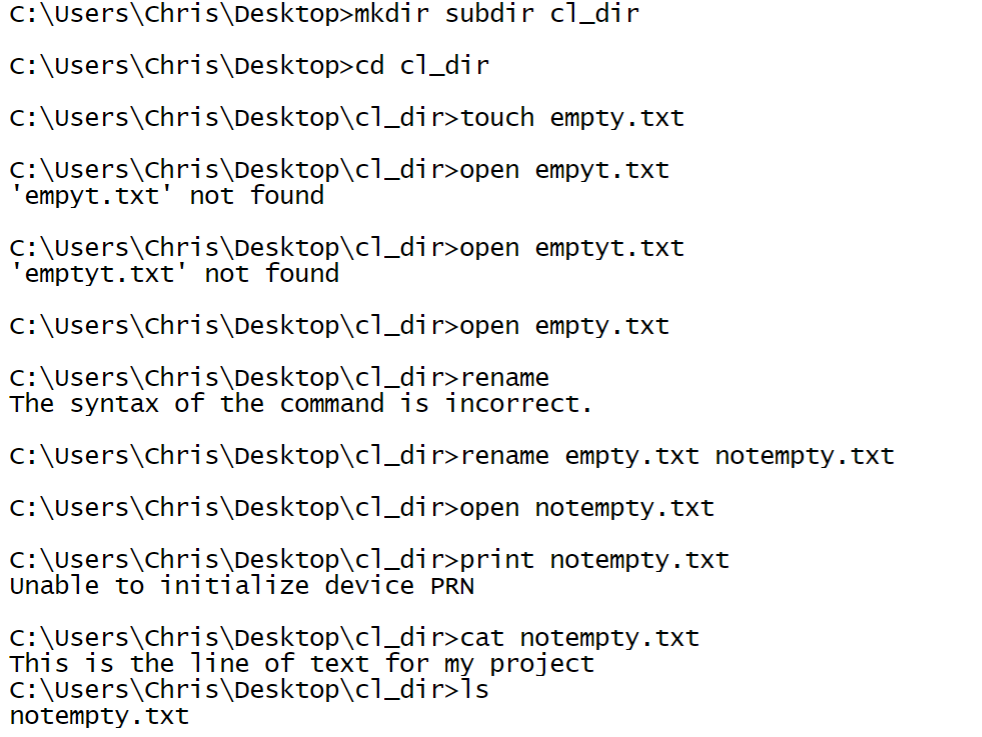 C:\Users\Chris\Desktop>mkdir subdir cl_dir
C:\Users\Chris\Desktop>cd cl_dir
C:\Users\Chris\Desktop\cl_dir>touch empty.txt
C:\Users\Chris\Desktop\cl_dir>open empyt.txt
'empyt.txt' not found
C:\Users\Chris\Desktop\cl_dir>open emptyt.txt
'emptyt.txt' not found
C:\Users\Chris\Desktop\cl_dir>open empty.txt
C:\Users\Chris\Desktop\cl_dir>rename
The syntax of the command is incorrect.
C:\Users\Chris\Desktop\cl_dir>rename empty.txt notempty.txt
C:\Users\Chris\Desktop\cl_dir>open notempty.txt
C:\Users\Chris\Desktop\cl_dir>print notempty.txt
Unable to initialize device PRN
C:\Users\Chris\Desktop\cl_dir>cat notempty.txt
This is the line of text for my project
C:\Users\Chris\Desktop\cl_dir>ls
notempty.txt